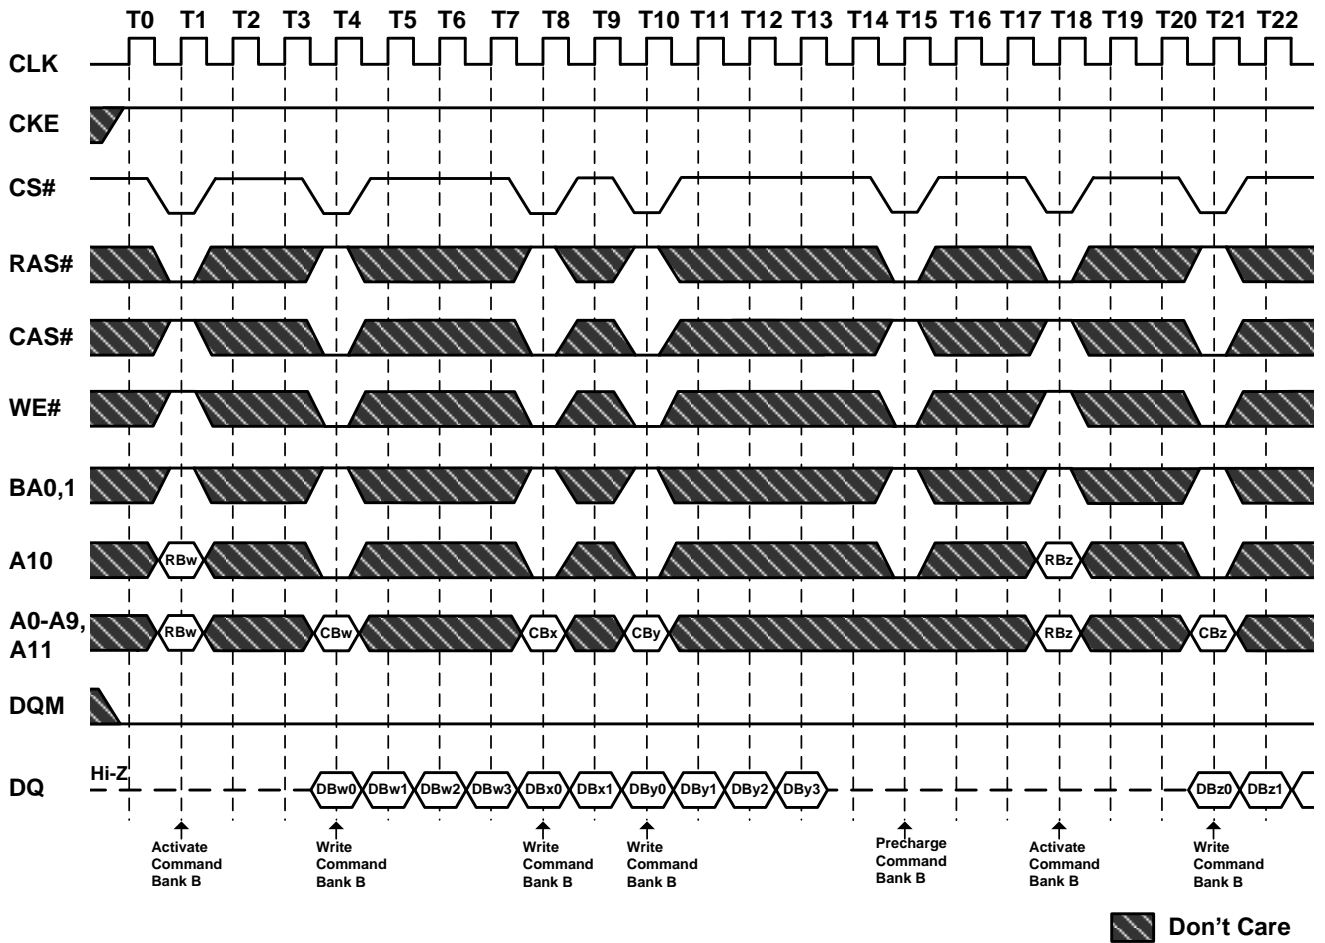 T0 T1 T2 T3 T4 T5 T6 T7 T8 T9 T10 T11 T12 T13 T14 T15 T16 T17 T18 T19 T20 T21 T22
CLK
CKE
CS#
RAS#
CAS#
WE#
BA0,1
A10 RBw RBz
A0-A9,
A11
RBw CBw CBx CBy RBz CBz
DQM
DQ Hi-Z DBw0 DBw1 DBw2 DBw3 DBx0 DBx1 DBy0 DBy1 DBy2 DBy3 DBz0 DBz1
Activate
Command
Bank B
Write
Command
Bank B
Write
Command
Bank B
Write
Command
Bank B
Precharge
Command
Bank B
Activate
Command
Bank B
Write
Command
Bank B
Don't Care